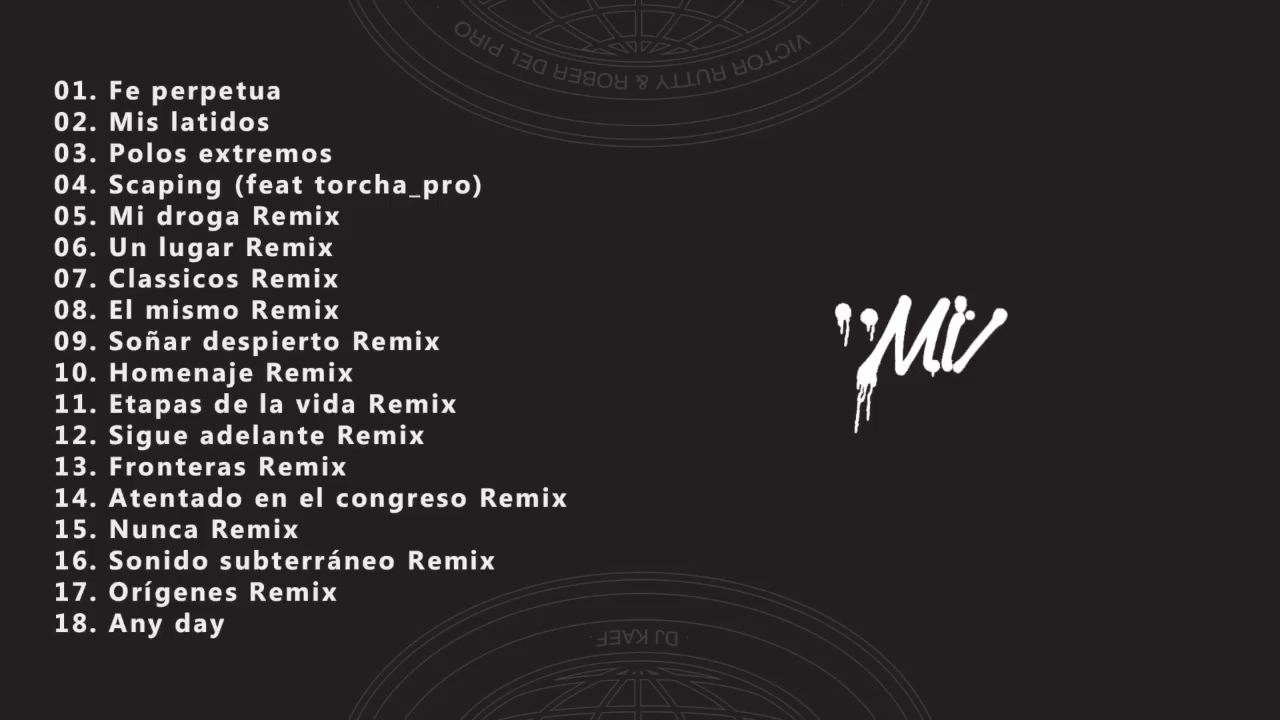 VICTOR RUTTY & ROBER DEL PIRO
01. Fe perpetua
02. Mis latidos
03. Polos extremos
04. Scaping (feat torcha_pro)
05. Mi droga Remix
06. Un lugar Remix
07. Classicos Remix
08. El mismo Remix
09. Soñar despierto Remix
10. Homenaje Remix
11. Etapas de la vida Remix
12. Sigue adelante Remix
13. Fronteras Remix
14. Atentado en el congreso Remix
15. Nunca Remix
16. Sonido subterráneo Remix
17. Orígenes Remix
18. Any day
Mi
· DJ KAEF ·